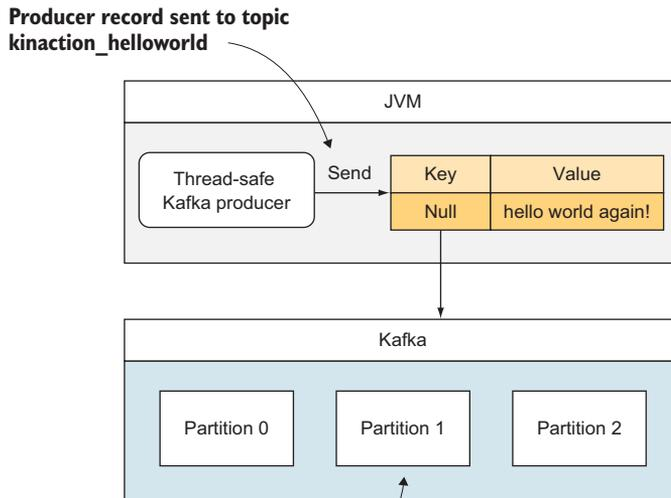 Producer record sent to topic
kinaction_helloworld
JVM
Thread-safe
Kafka producer
Send
Key
Value
Null
hello world again!
Kafka
Partition 0
Partition 1
Partition 2